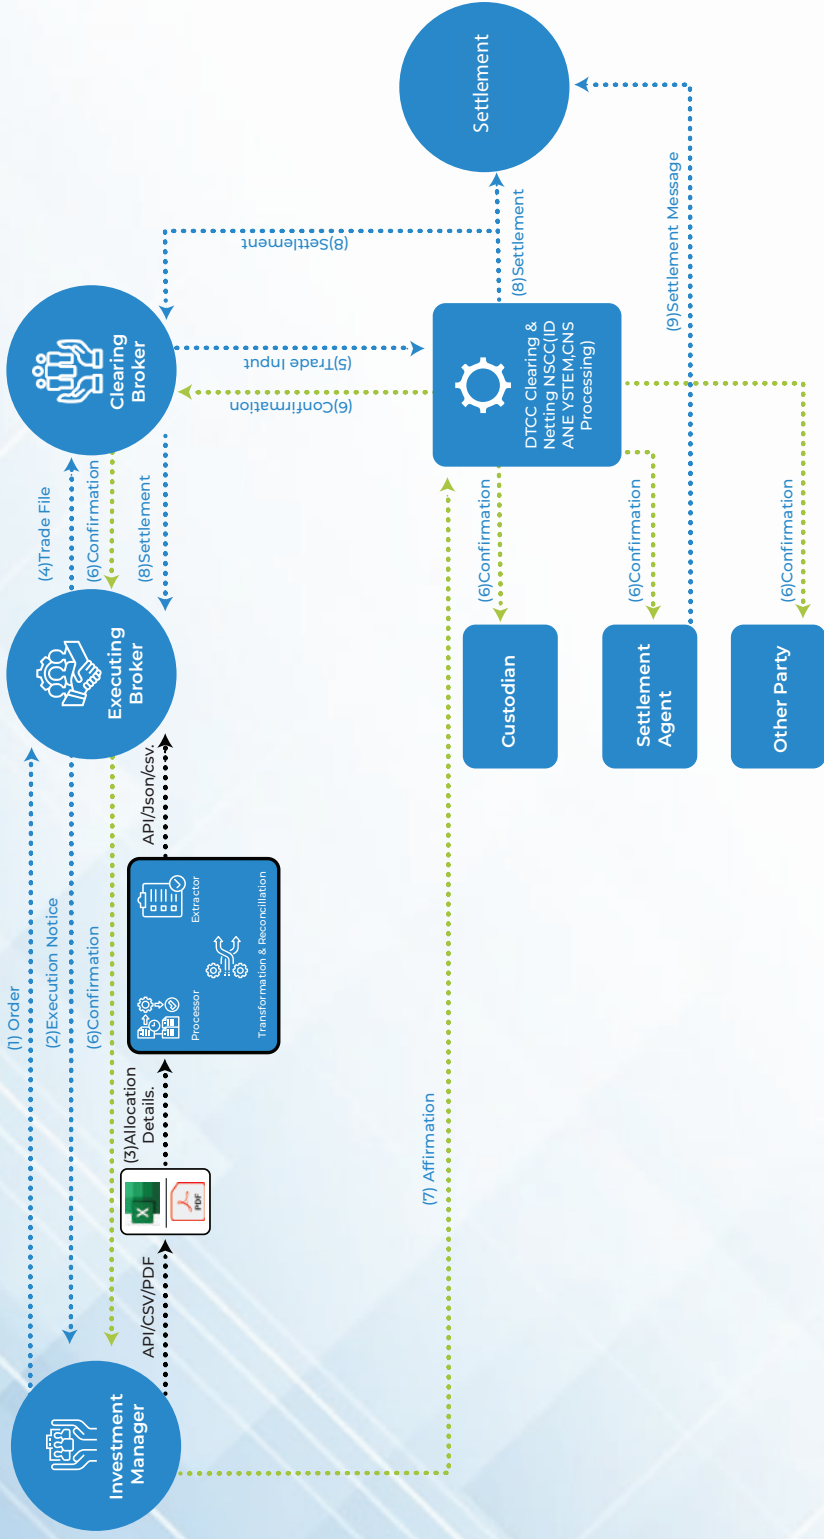 (1) Order
(2)Execution Notice
(6)Confirmation
Investment
Manager
API/CSV/PDF
X
PDF
(3)Allocation
Details.
Processor
Extractor
Transformation & Reconcillation
API/Json/csv.
Executing
Broker
(4)Trade File
(6)Confirmation
(8)Settlement
Clearing
Broker
(8)Settlement
(5)Trade Input
(6)Confirmation
(7) Affirmation
DTCC Clearing &
Netting NSCC(ID
ANE YSTEM,CNS
Processing)
(8)Settlement
Settlement
(6)Confirmation
Custodian
(6)Confirmation
Settlement
Agent
(9)Settlement Message
(6)Confirmation
Other Party